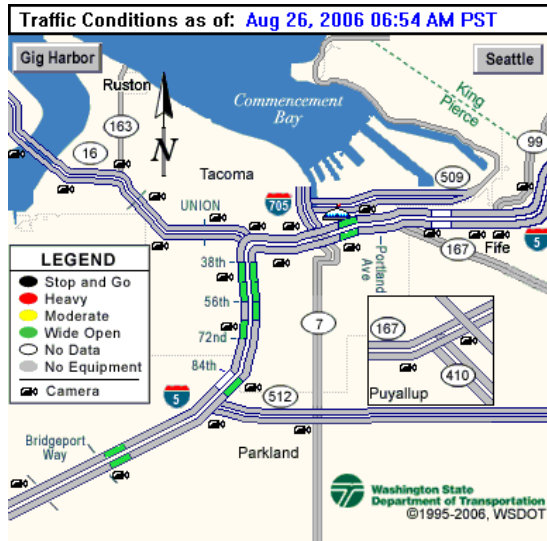 Traffic Conditions as of: Aug 26, 2006 06:54 AM PST
Gig Harbor
Seattle
Ruston
Commencement
Bay
King
Pierce
163
99
16
N
509
Tacoma
UNION
705
167
Fife
5
Portland
Ave
LEGEND
Stop and Go
Heavy
Moderate
Wide Open
No Data
No Equipment
Camera
38th
56th
72nd
84th
7
167
410
Puyallup
5
512
Bridgeport
Way
Parkland
Washington State
Department of Transportation
©1995-2006, WSDOT